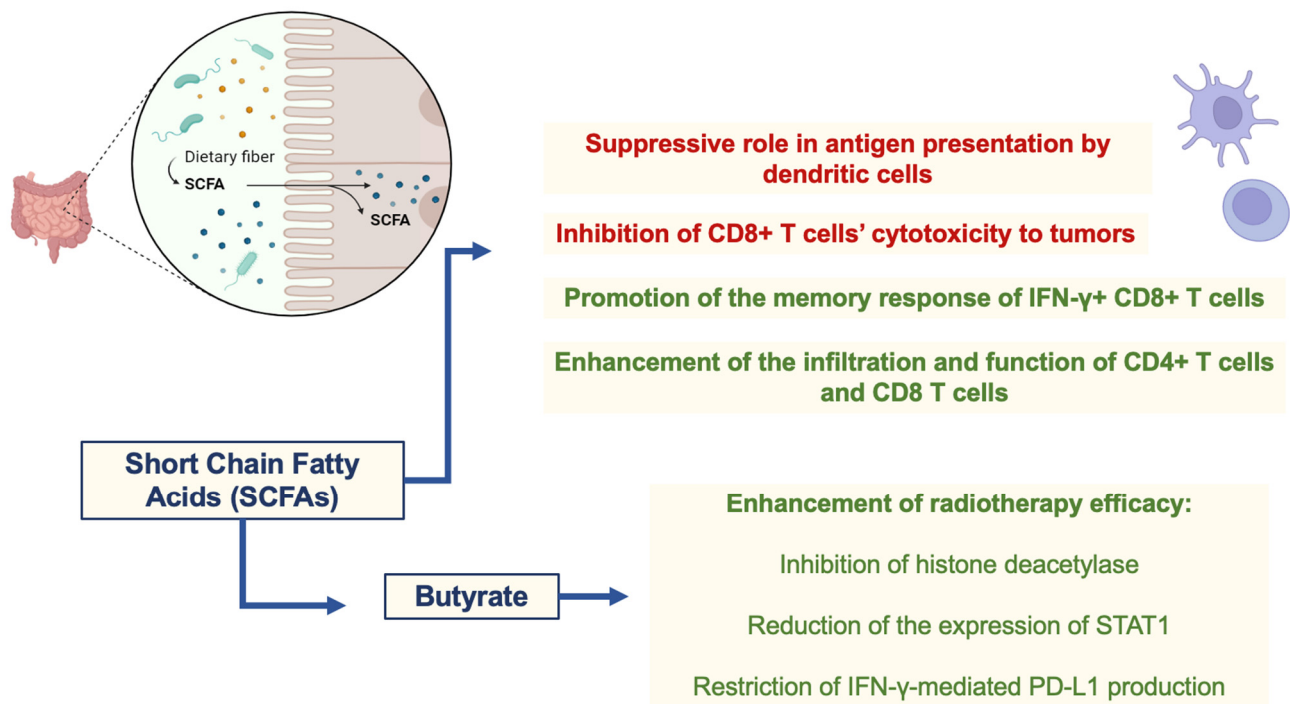 Dietary fiber
SCFA
SCFA
Suppressive role in antigen presentation by
dendritic cells
Inhibition of CD8+ T cells’ cytotoxicity to tumors
Promotion of the memory response of IFN-γ+ CD8+ T cells
Enhancement of the infiltration and function of CD4+ T cells
and CD8 T cells
Short Chain Fatty
Acids (SCFAs)
Butyrate
Enhancement of radiotherapy efficacy:
Inhibition of histone deacetylase
Reduction of the expression of STAT1
Restriction of IFN-γ-mediated PD-L1 production